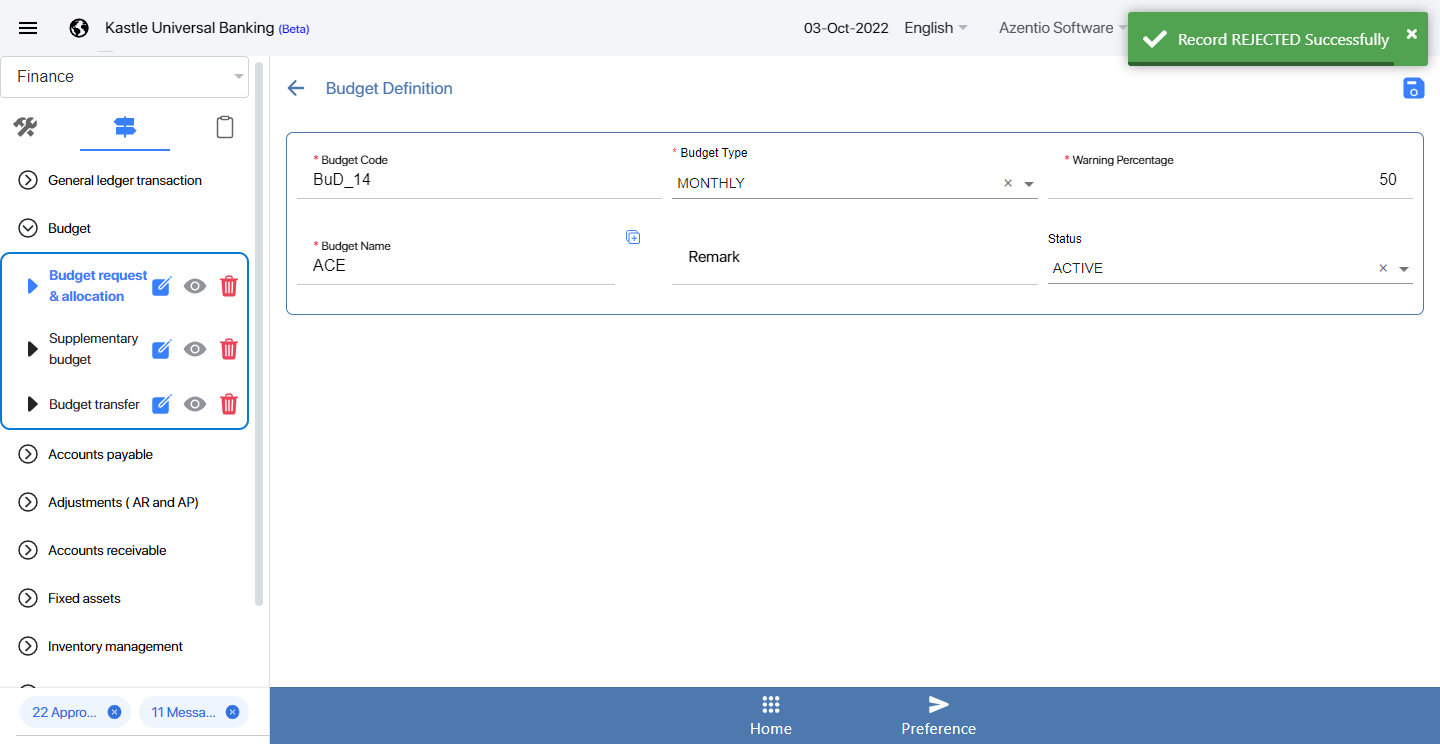 Kastle Universal Banking (Beta)
03-Oct-2022
English
Azentio Software
Record REJECTED Successfully
Finance
Budget Definition
General ledger transaction
Budget
Budget request
& allocation
Supplementary
budget
Budget transfer
Accounts payable
Adjustments ( AR and AP)
Accounts receivable
Fixed assets
Inventory management
* Budget Code
BuD_14
* Budget Type
MONTHLY
* Warning Percentage
50
* Budget Name
ACE
Remark
Status
ACTIVE
22 Appro...
11 Messa...
Home
Preference